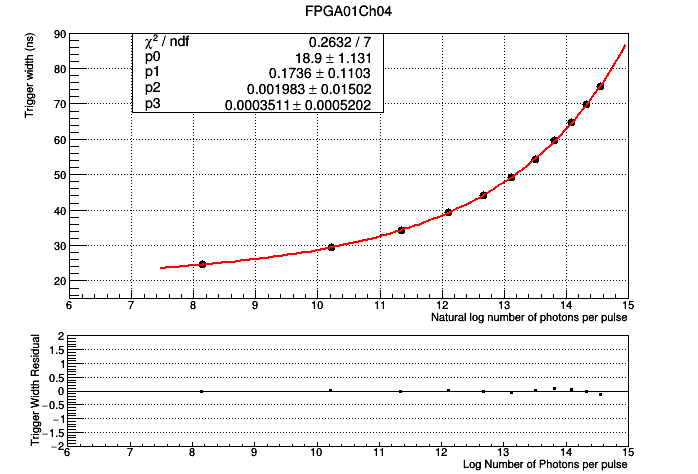 FPGA01Ch04
Trigger width (ns)
χ² / ndf 0.2632 / 7
p0 18.9 ± 1.131
p1 0.1736 ± 0.1103
p2 0.001983 ± 0.01502
p3 0.0003511 ± 0.0005202
90
80
70
60
50
40
30
20
6 7 8 9 10 11 12 13 14 15
Natural log number of photons per pulse
Trigger Width Residual
2
1.5
1
0.5
0
−0.5
−1
−1.5
−2
6 7 8 9 10 11 12 13 14 15
Log Number of Photons per pulse